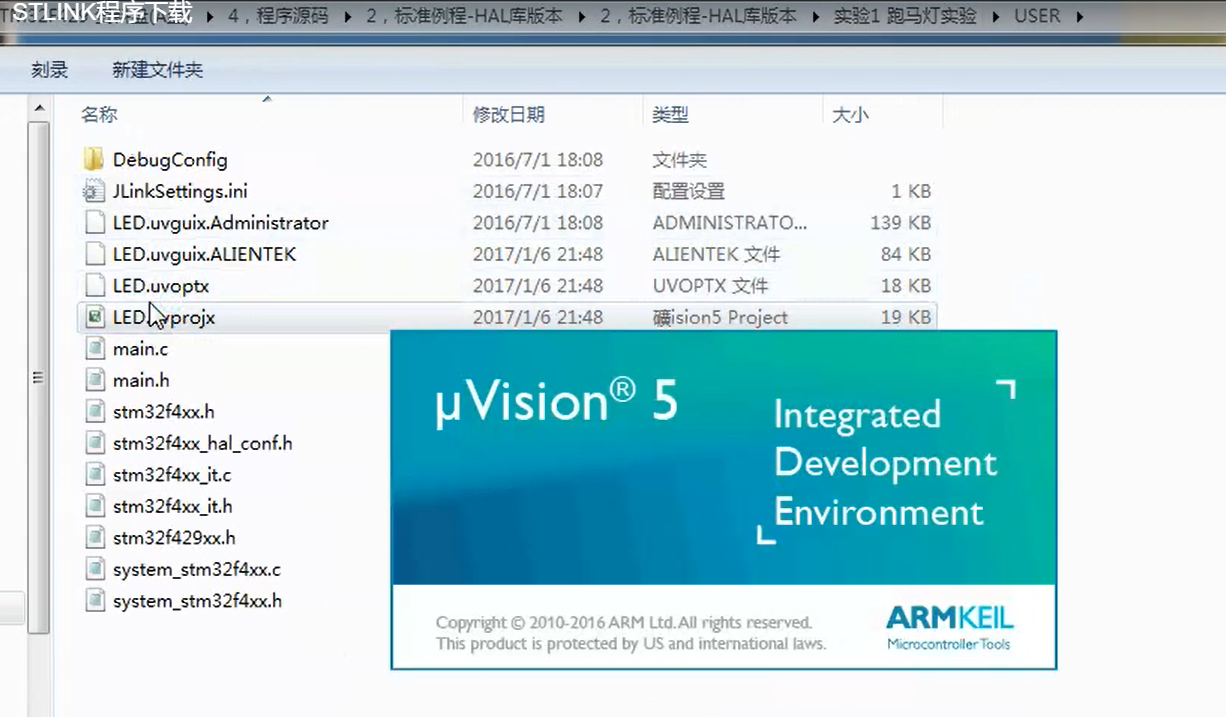 STLINK程序下载
4，程序源码 ▸ 2，标准例程-HAL库版本 ▸ 2，标准例程-HAL库版本 ▸ 实验1 跑马灯实验 ▸ USER ▸
刻录 新建文件夹
名称 修改日期 类型 大小
DebugConfig 2016/7/1 18:08 文件夹
JLinkSettings.ini 2016/7/1 18:07 配置设置 1 KB
LED.uvguix.Administrator 2016/7/1 18:08 ADMINISTRATO... 139 KB
LED.uvguix.ALIENTEK 2017/1/6 21:48 ALIENTEK 文件 84 KB
LED.uvoptx 2017/1/6 21:48 UVOPTX 文件 18 KB
LED.uvprojx 2017/1/6 21:48 礦ision5 Project 19 KB
main.c
main.h
stm32f4xx.h
stm32f4xx_hal_conf.h
stm32f4xx_it.c
stm32f4xx_it.h
stm32f429xx.h
system_stm32f4xx.c
system_stm32f4xx.h
µVision® 5
Integrated
Development
Environment
Copyright © 2010-2016 ARM Ltd. All rights reserved.
This product is protected by US and international laws.
ARMKEIL
Microcontroller Tools